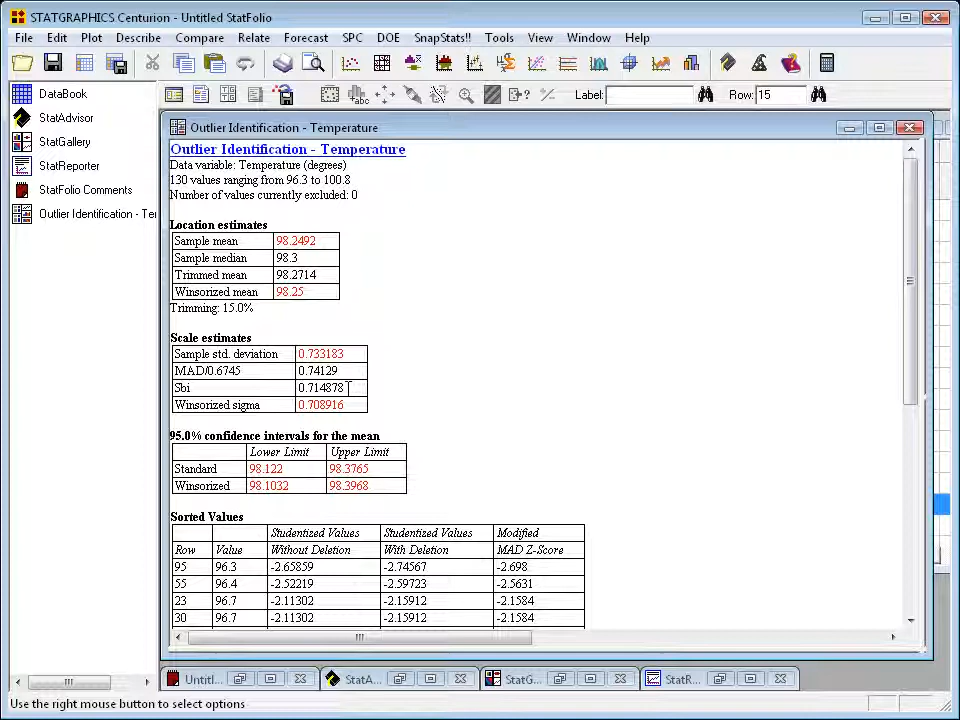 STATGRAPHICS Centurion - Untitled StatFolio
File Edit Plot Describe Compare Relate Forecast SPC DOE SnapStats!! Tools View Window Help
Label: Row: 15
DataBook
StatAdvisor
StatGallery
StatReporter
StatFolio Comments
Outlier Identification - Ter
Outlier Identification - Temperature
Outlier Identification - Temperature
Data variable: Temperature (degrees)
130 values ranging from 96.3 to 100.8
Number of values currently excluded: 0
Location estimates
Sample mean 98.2492
Sample median 98.3
Trimmed mean 98.2714
Winsorized mean 98.25
Trimming: 15.0%
Scale estimates
Sample std. deviation 0.733183
MAD/0.6745 0.74129
Sbi 0.714878
Winsorized sigma 0.708916
95.0% confidence intervals for the mean
Lower Limit Upper Limit
Standard 98.122 98.3765
Winsorized 98.1032 98.3968
Sorted Values
Studentized Values Studentized Values Modified
Row Value Without Deletion With Deletion MAD Z-Score
95 96.3 -2.65859 -2.74567 -2.698
55 96.4 -2.52219 -2.59723 -2.5631
23 96.7 -2.11302 -2.15912 -2.1584
30 96.7 -2.11302 -2.15912 -2.1584
Untitl... StatA... StatG... StatR...
Use the right mouse button to select options